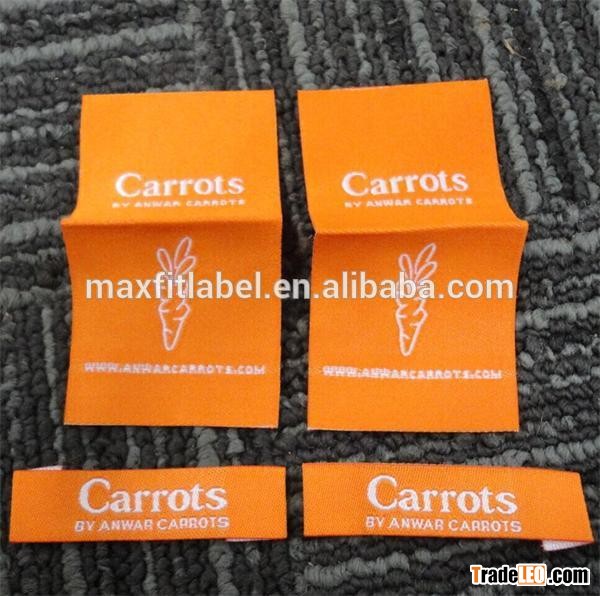 Carrots
BY ANWAR CARROTS
WWW.ANWARCARROTS.COM
Carrots
BY ANWAR CARROTS
WWW.ANWARCARROTS.COM
maxfitlabel.en.alibaba.com
Carrots
BY ANWAR CARROTS
Carrots
BY ANWAR CARROTS
TradeLEO.com